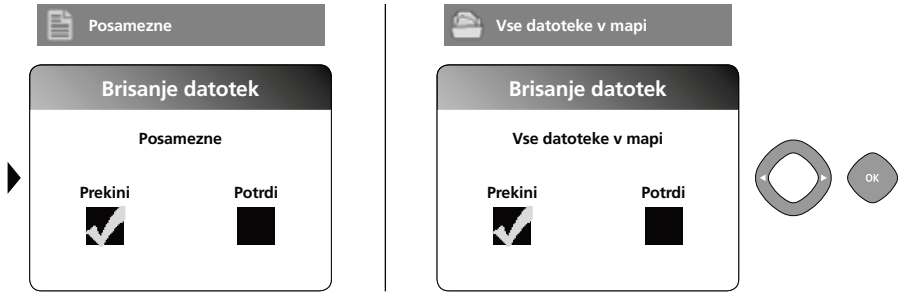 Posamezne
Brisanje datotek
Posamezne
Prekini Potrdi
Vse datoteke v mapi
Brisanje datotek
Vse datoteke v mapi
Prekini Potrdi
OK